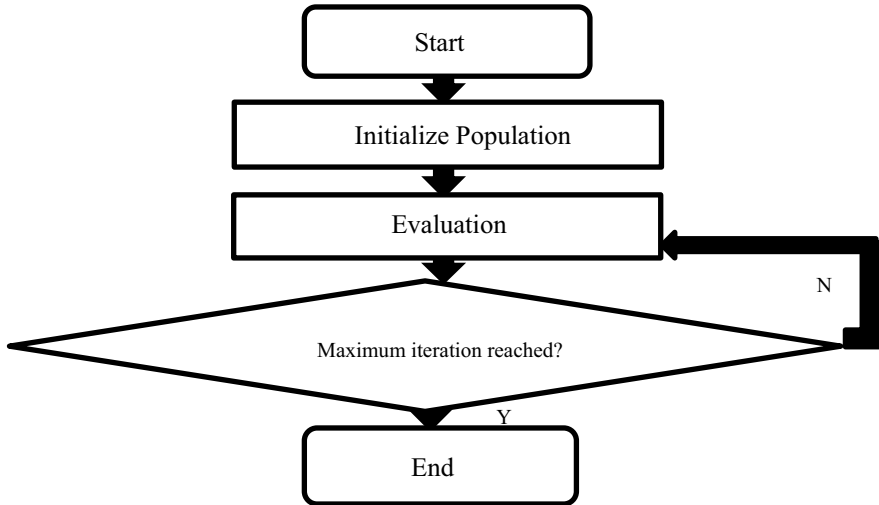 Start
Initialize Population
Evaluation
N
Maximum iteration reached?
Y
End